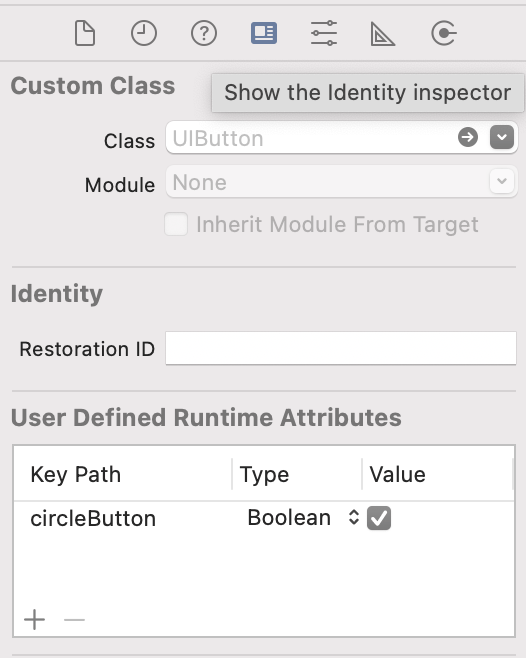 Custom Class
Show the Identity inspector
Class UIButton
Module None
Inherit Module From Target
Identity
Restoration ID
User Defined Runtime Attributes
Key Path Type Value
circleButton Boolean